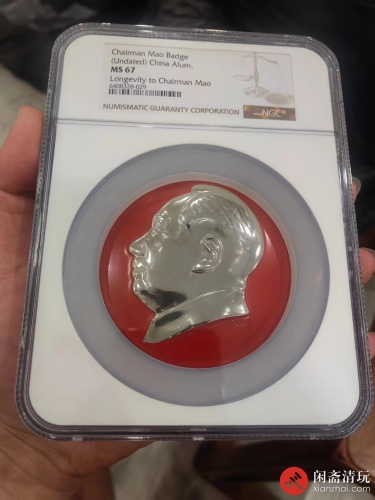 Chairman Mao Badge
(Undated) China Alum.
MS 67
Longevity to Chairman Mao
6408328-029
NUMISMATIC GUARANTY CORPORATION
NGC
闲斋清玩
xianzhai.com